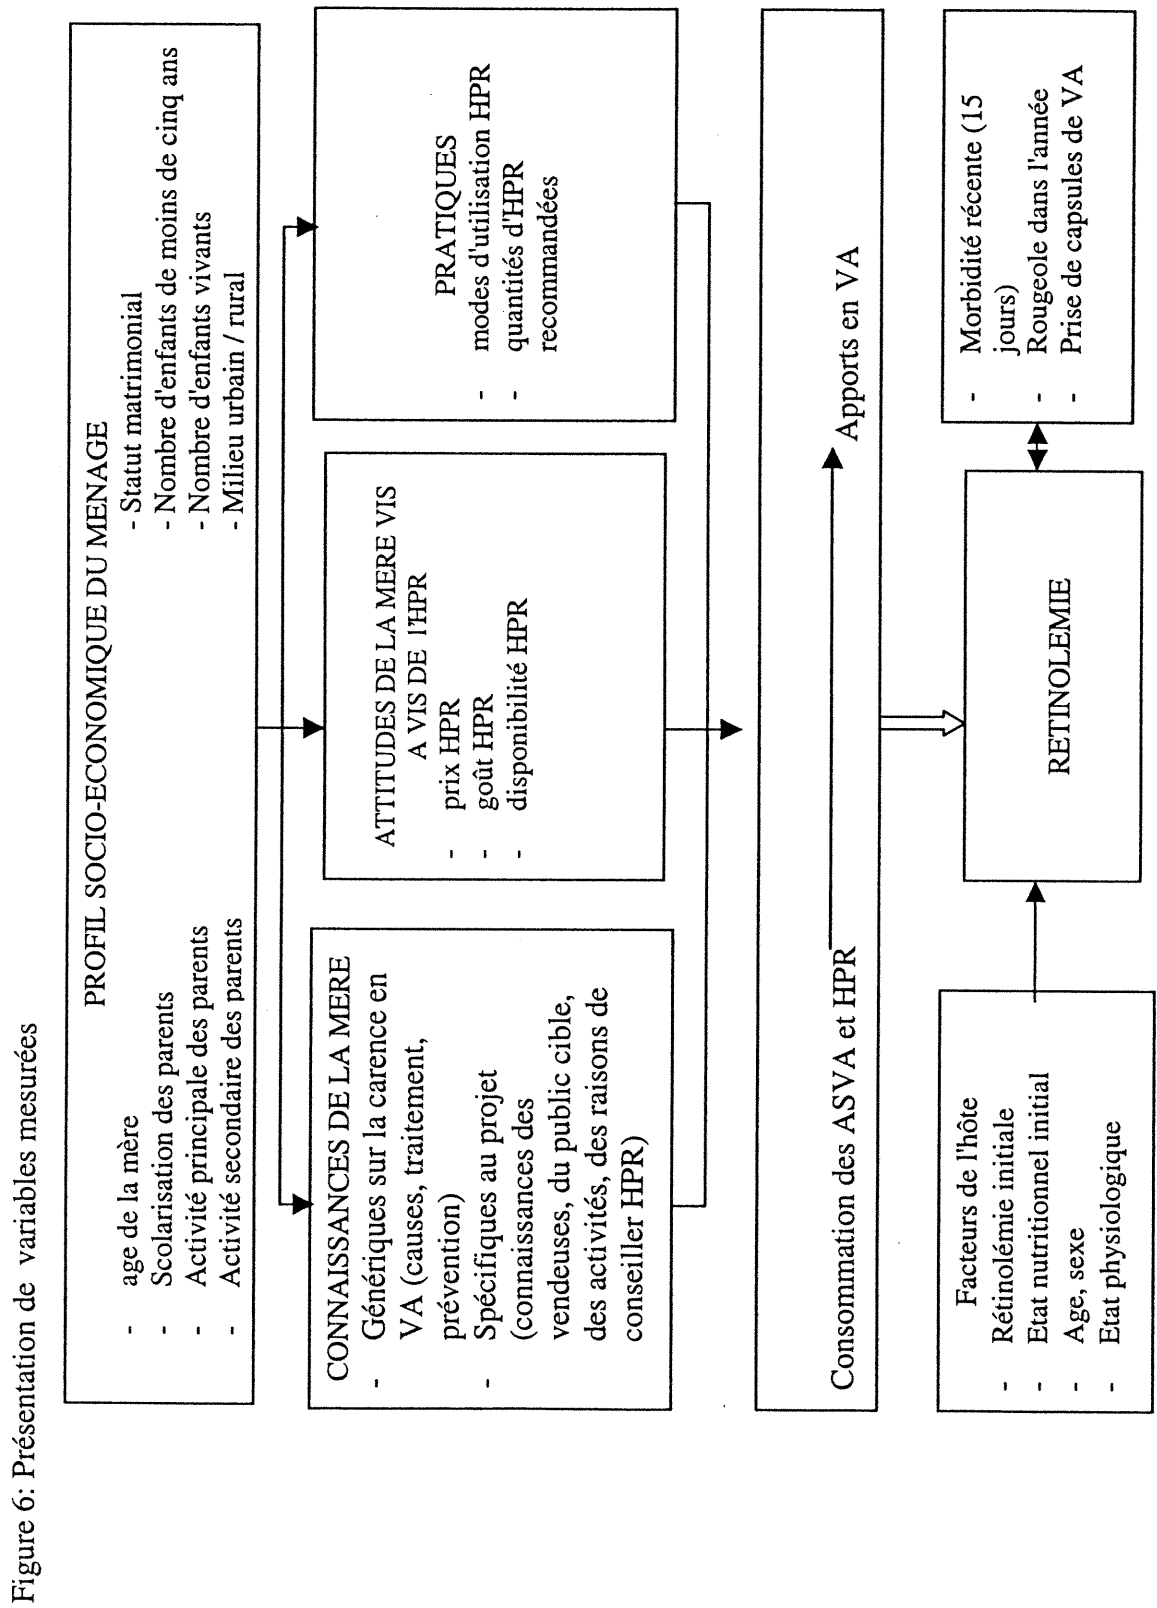 Figure 6: Présentation de variables mesurées
PROFIL SOCIO-ECONOMIQUE DU MENAGE
- age de la mère
- Scolarisation des parents
- Activité principale des parents
- Activité secondaire des parents
- Statut matrimonial
- Nombre d'enfants de moins de cinq ans
- Nombre d'enfants vivants
- Milieu urbain / rural
CONNAISSANCES DE LA MERE
- Génériques sur la carence en
VA (causes, traitement,
prévention)
- Spécifiques au projet
(connaissances des
vendeuses, du public cible,
des activités, des raisons de
conseiller HPR)
ATTITUDES DE LA MERE VIS
A VIS DE l'HPR
- prix HPR
- goût HPR
- disponibilité HPR
PRATIQUES
- modes d'utilisation HPR
- quantités d'HPR
recommandées
Consommation des ASVA et HPR
Apports en VA
Facteurs de l'hôte
- Rétinolémie initiale
- Etat nutritionnel initial
- Age, sexe
- Etat physiologique
RETINOLEMIE
- Morbidité récente (15
jours)
- Rougeole dans l'année
- Prise de capsules de VA